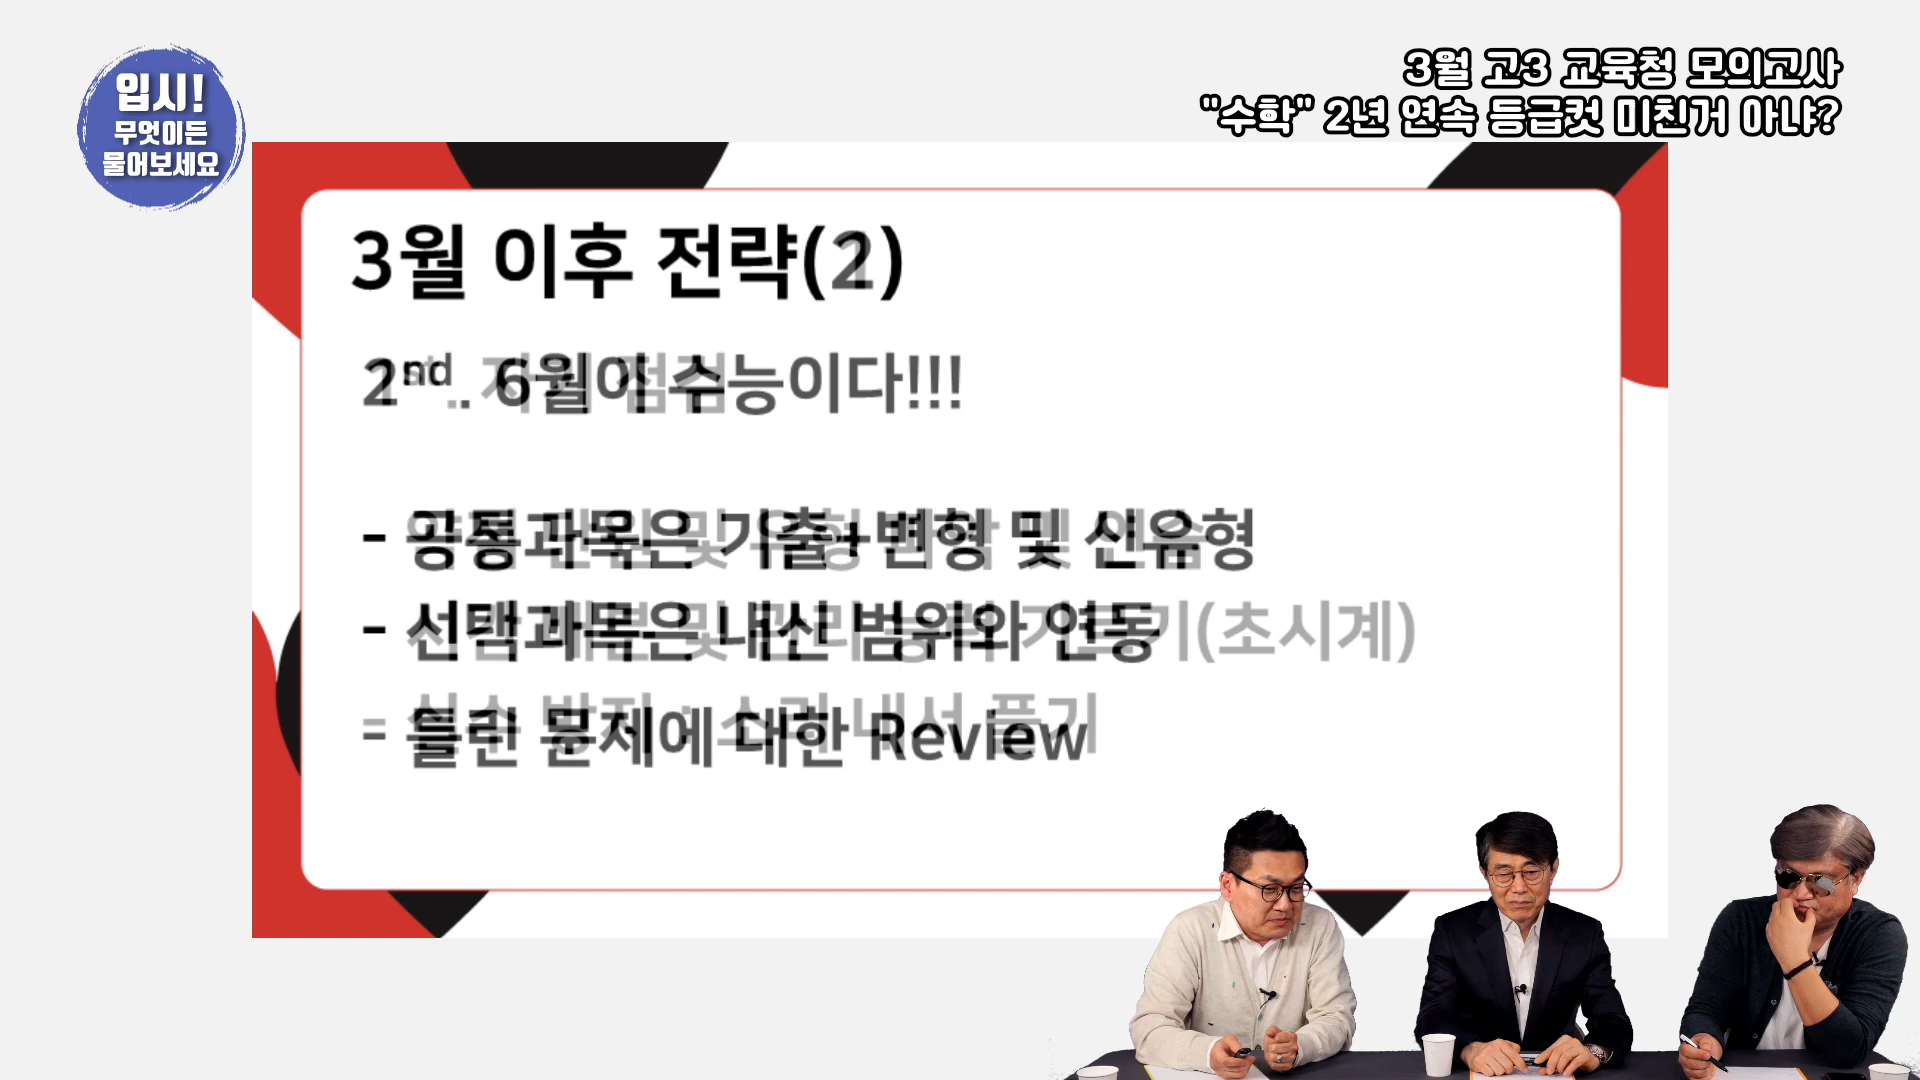 입시!
무엇이든
물어보세요
3월 고3 교육청 모의고사
"수학" 2년 연속 등급컷 미친거 아냐?
3월 이후 전략(2)
2nd.. 6월이 수능이다!!!
- 공통과목은 기출+변형 및 신유형
- 선택과목은 내신 범위와 연동
기(초시계)
= 틀린 문제에 대한 Review